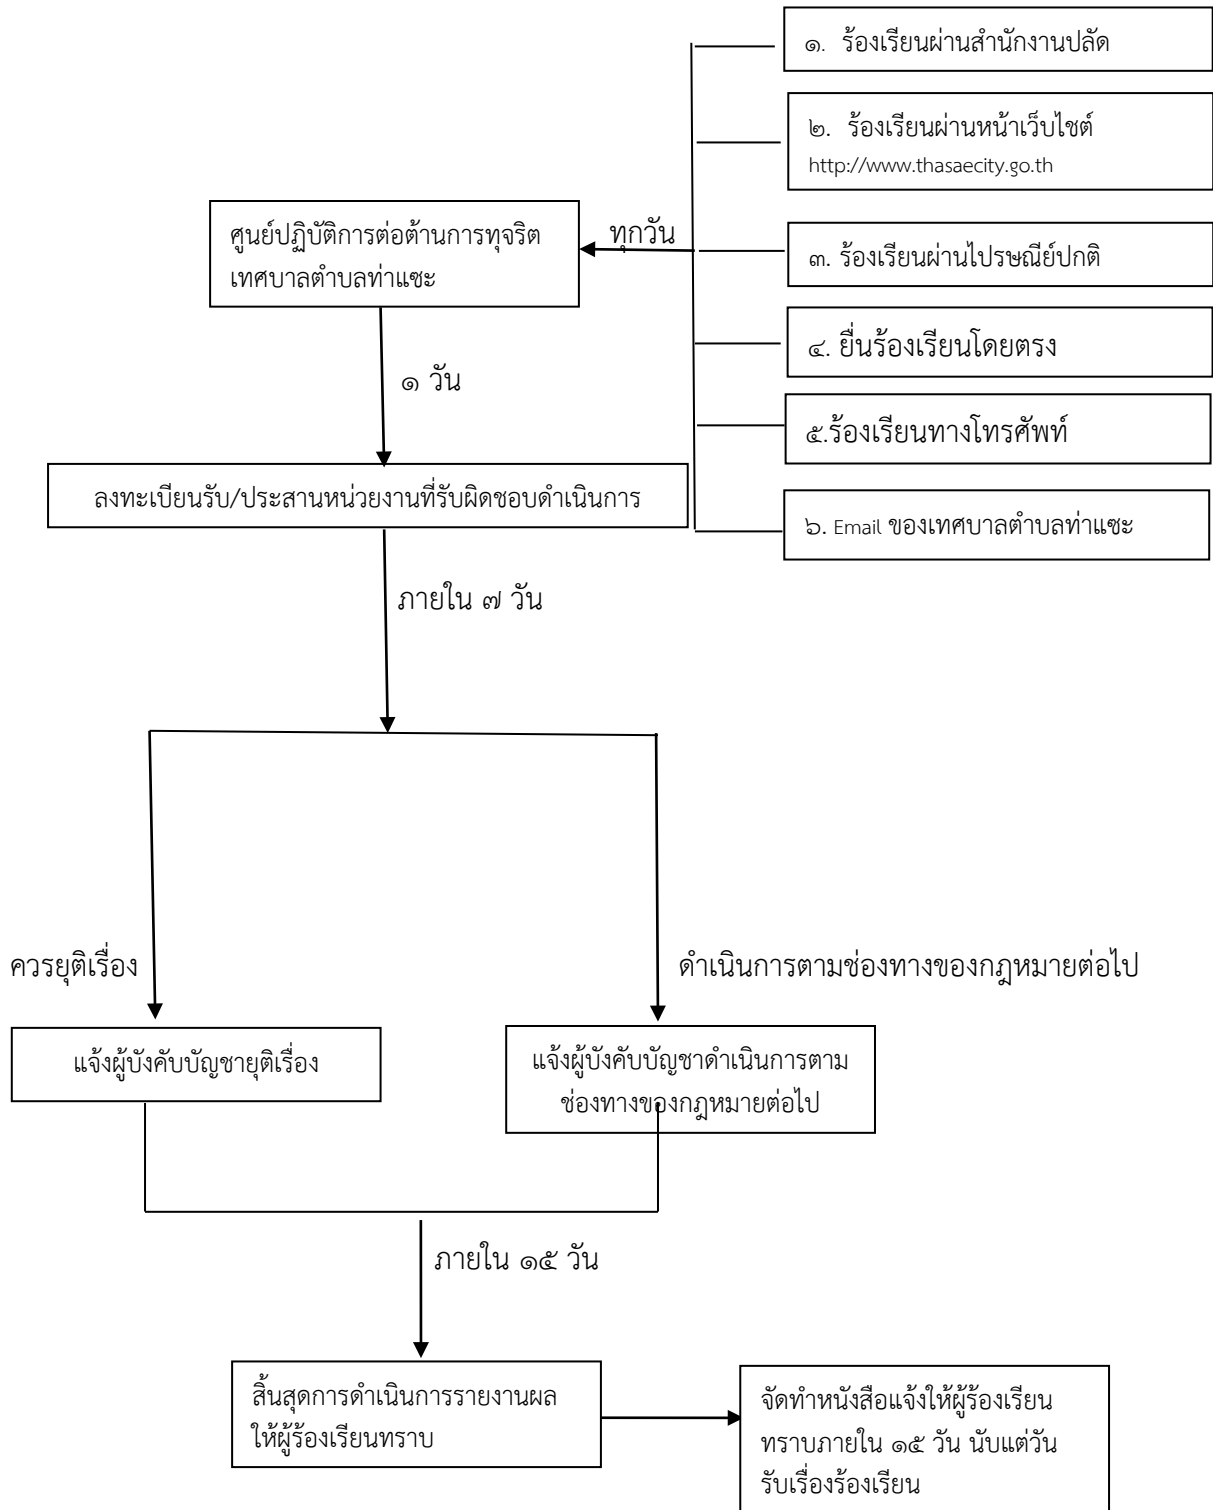 ๑. ร้องเรียนผ่านสำนักงานปลัด
๒. ร้องเรียนผ่านหน้าเว็บไซต์
http://www.thasaecity.go.th
ศูนย์ปฏิบัติการต่อต้านการทุจริต
เทศบาลตำบลท่าแซะ
ทุกวัน
๓. ร้องเรียนผ่านไปรษณีย์ปกติ
๔. ยื่นร้องเรียนโดยตรง
๑ วัน
๕.ร้องเรียนทางโทรศัพท์
ลงทะเบียนรับ/ประสานหน่วยงานที่รับผิดชอบดำเนินการ
๖. Email ของเทศบาลตำบลท่าแซะ
ภายใน ๗ วัน
ควรยุติเรื่อง
ดำเนินการตามช่องทางของกฎหมายต่อไป
แจ้งผู้บังคับบัญชายุติเรื่อง
แจ้งผู้บังคับบัญชาดำเนินการตาม
ช่องทางของกฎหมายต่อไป
ภายใน ๑๕ วัน
สิ้นสุดการดำเนินการรายงานผล
ให้ผู้ร้องเรียนทราบ
จัดทำหนังสือแจ้งให้ผู้ร้องเรียน
ทราบภายใน ๑๕ วัน นับแต่วัน
รับเรื่องร้องเรียน